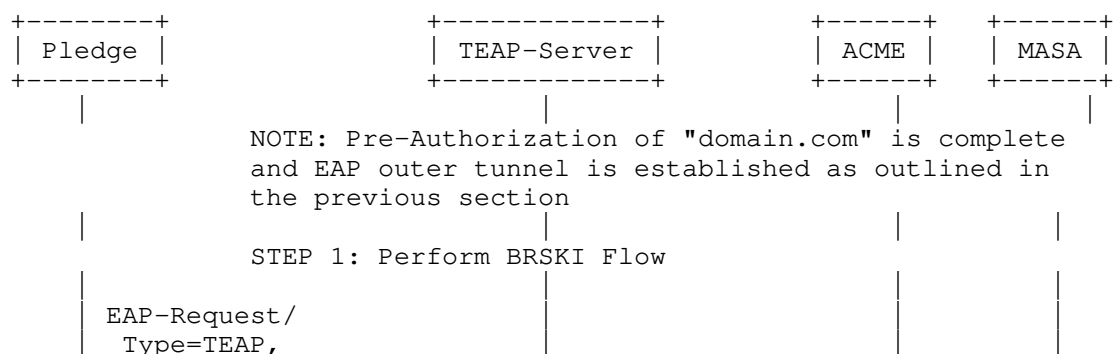 +--------+                +-------------+          +------+   +------+
| Pledge |                | TEAP-Server |          | ACME |   | MASA |
+--------+                +-------------+          +------+   +------+
    |                            |                     |           |
              NOTE: Pre-Authorization of "domain.com" is complete
              and EAP outer tunnel is established as outlined in
              the previous section
    |                            |                     |         |
              STEP 1: Perform BRSKI Flow
    |                            |                     |         |
    | EAP-Request/               |                     |         |
    |  Type=TEAP,                |                     |         |